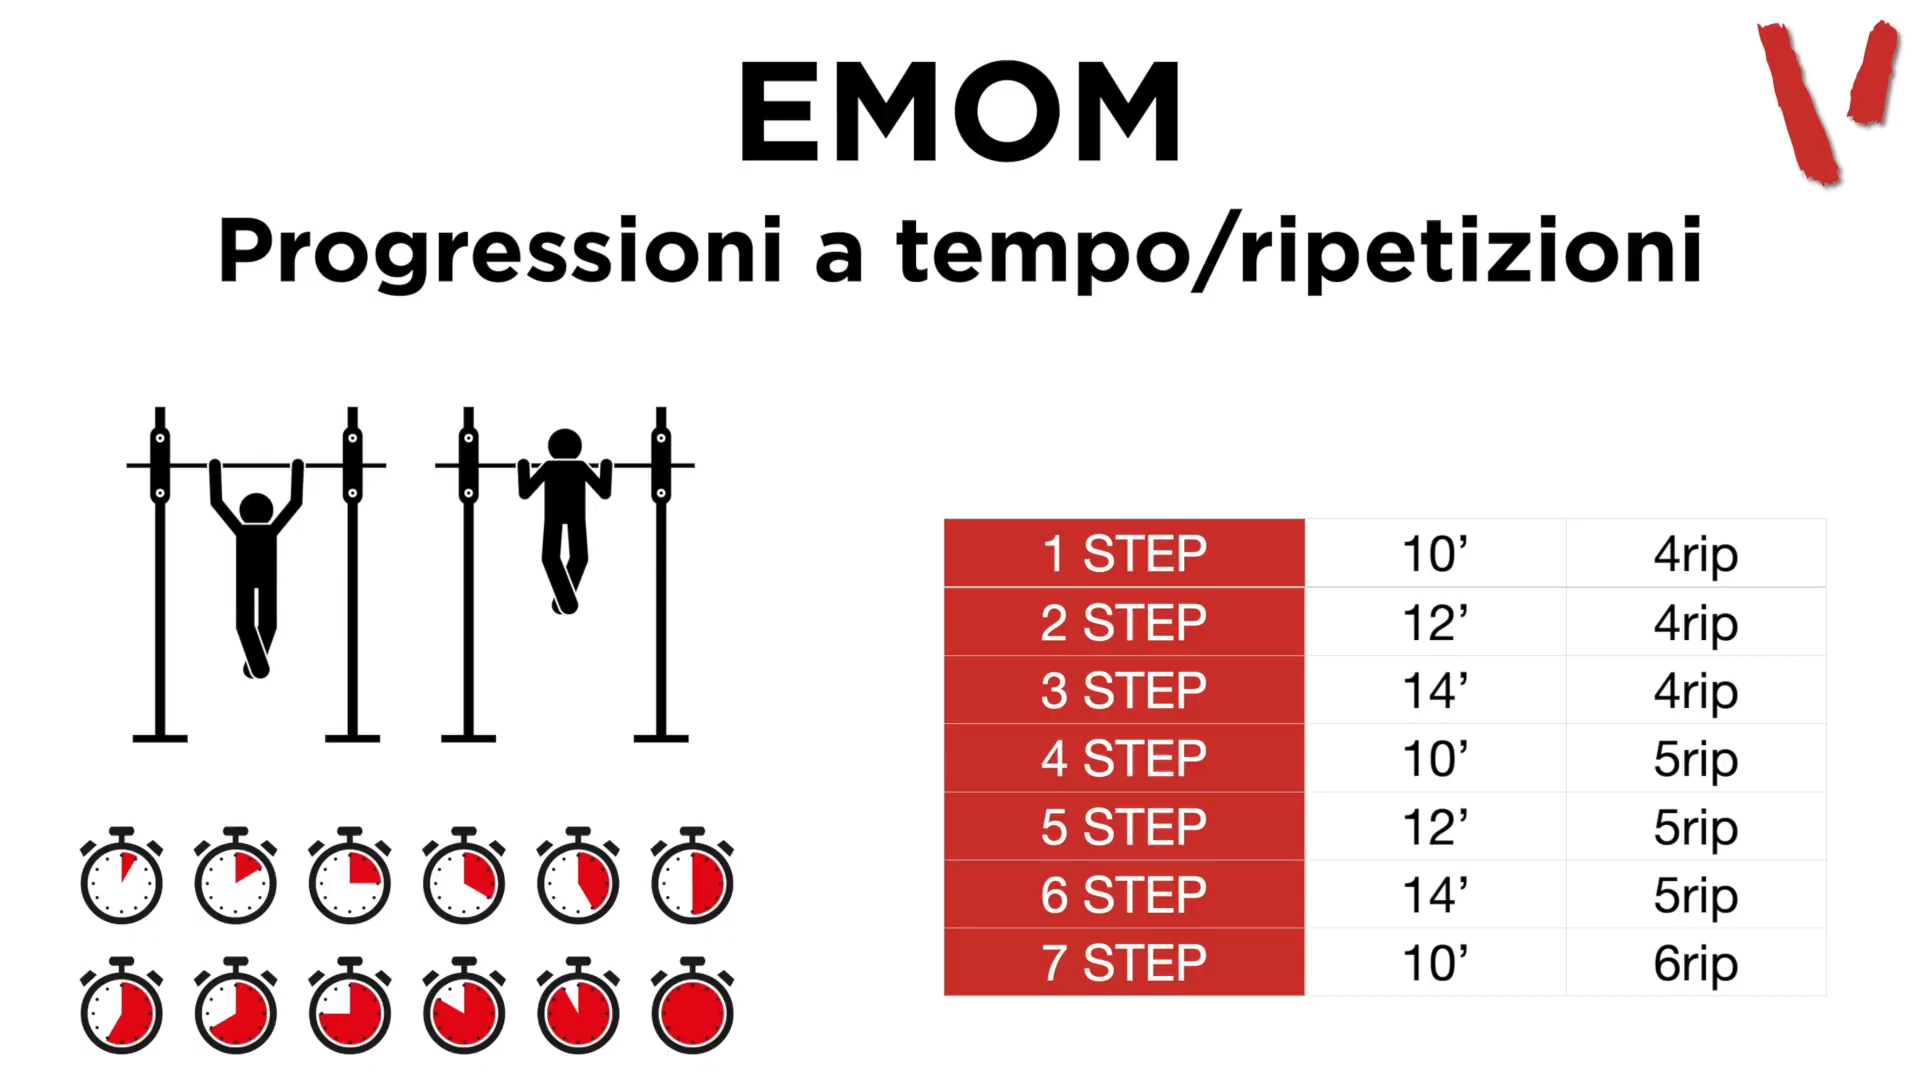 EMOM
Progressioni a tempo/ripetizioni
1 STEP 10’ 4rip
2 STEP 12’ 4rip
3 STEP 14’ 4rip
4 STEP 10’ 5rip
5 STEP 12’ 5rip
6 STEP 14’ 5rip
7 STEP 10’ 6rip